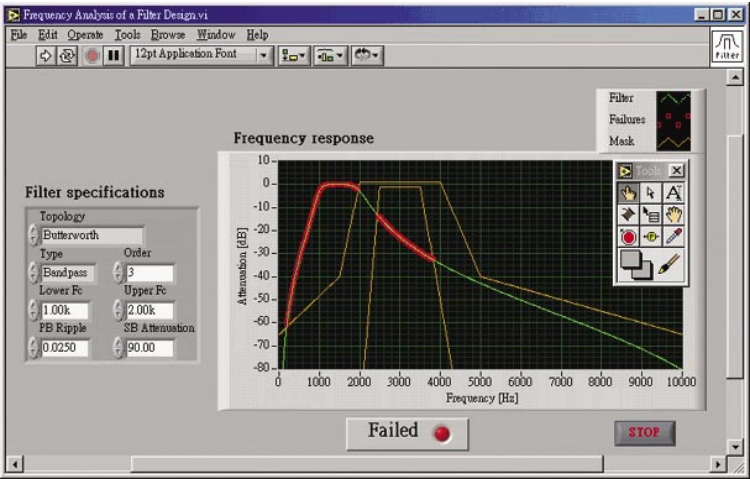 Frequency Analysis of a Filter Design.vi
File Edit Operate Tools Browse Window Help
12pt Application Font
Filter
Filter
Failures
Mask
Frequency response
Tools
Filter specifications
Topology
Butterworth
Type Order
Bandpass 3
Lower Fc Upper Fc
1.00k 2.00k
PB Ripple SB Attenuation
0.0250 90.00
Attenuation [dB]
10
0
-10
-20
-30
-40
-50
-60
-70
-80
0 1000 2000 3000 4000 5000 6000 7000 8000 9000 10000
Frequency [Hz]
Failed
STOP